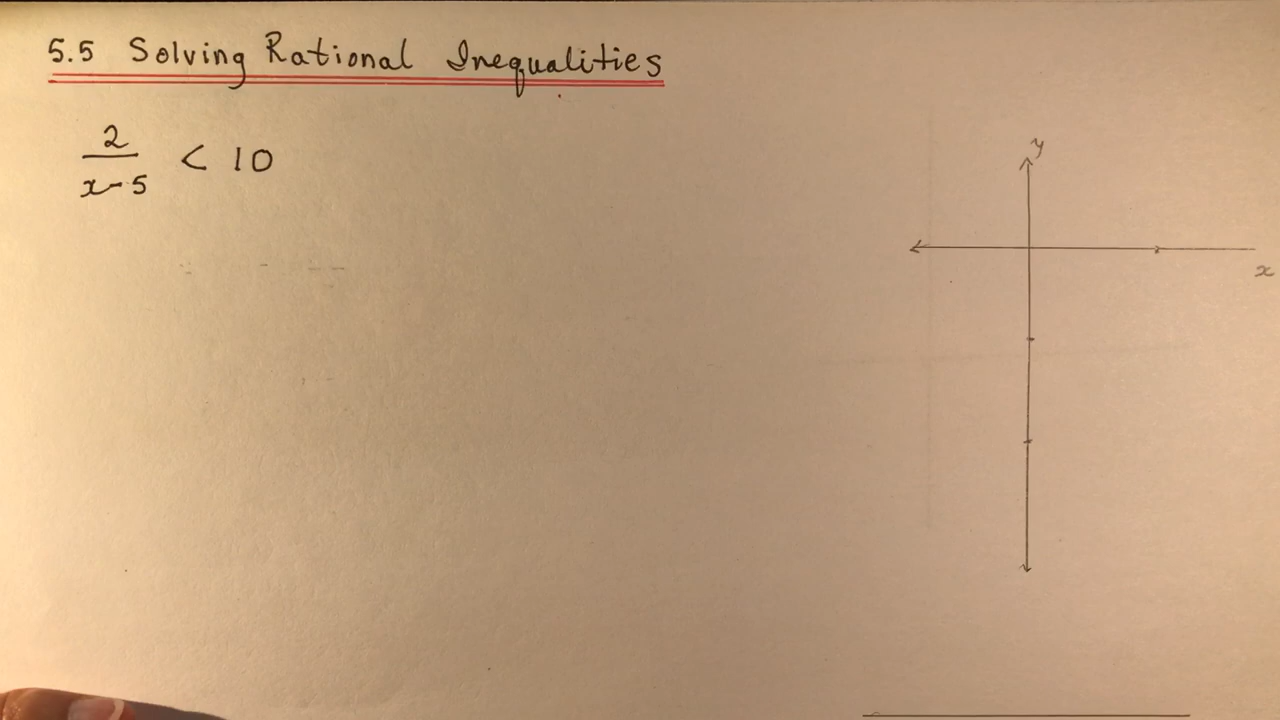 5.5 Solving Rational Inequalities
2/(x-5) < 10
y
x